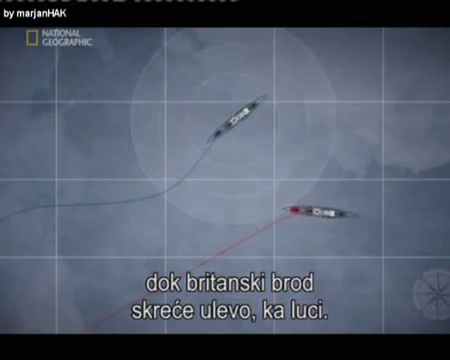 by marjanHAK
NATIONAL
GEOGRAPHIC
dok britanski brod
skreće ulevo, ka luci.